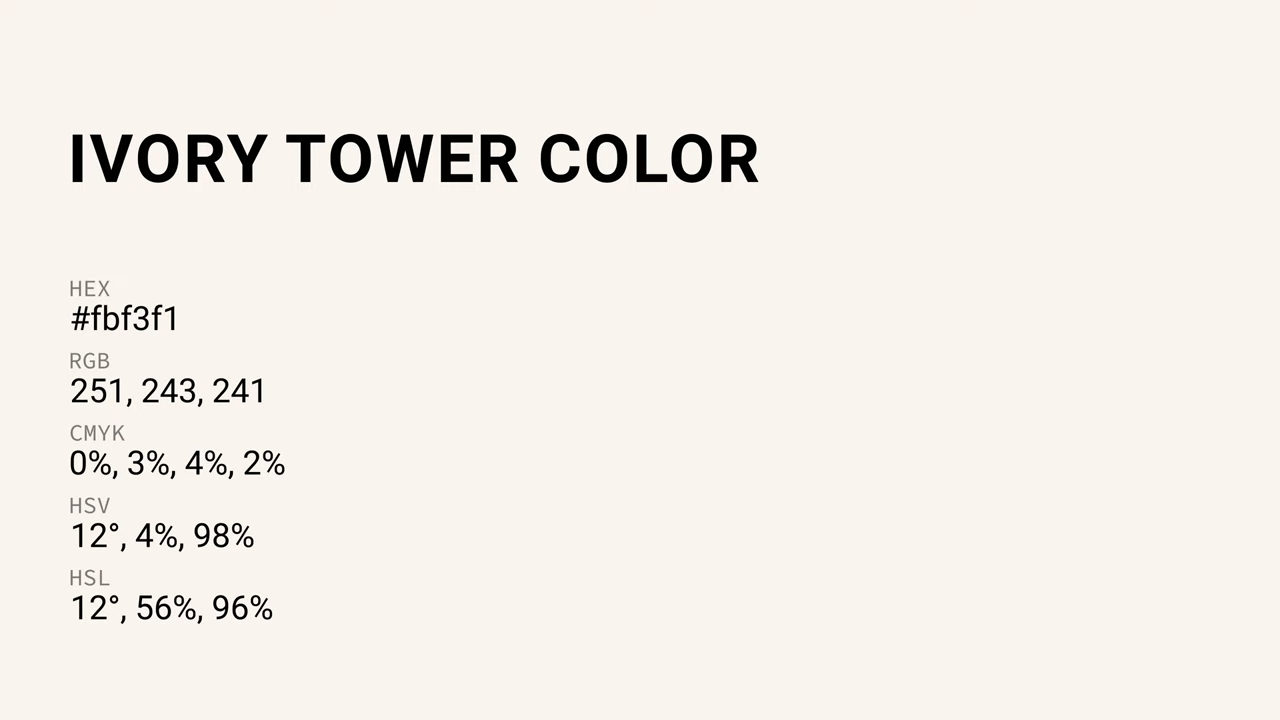 IVORY TOWER COLOR
HEX
#fbf3f1
RGB
251, 243, 241
CMYK
0%, 3%, 4%, 2%
HSV
12°, 4%, 98%
HSL
12°, 56%, 96%